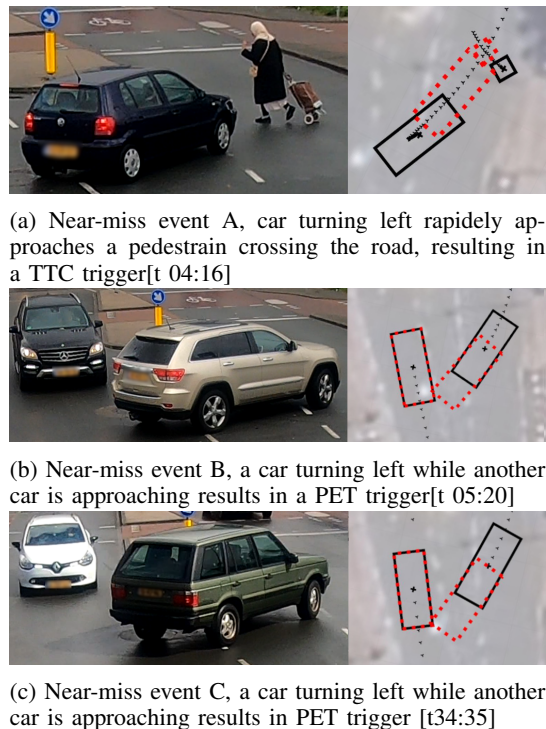 (a) Near-miss event A, car turning left rapidely ap-
proaches a pedestrain crossing the road, resulting in
a TTC trigger[t 04:16]
(b) Near-miss event B, a car turning left while another
car is approaching results in a PET trigger[t 05:20]
(c) Near-miss event C, a car turning left while another
car is approaching results in PET trigger [t34:35]